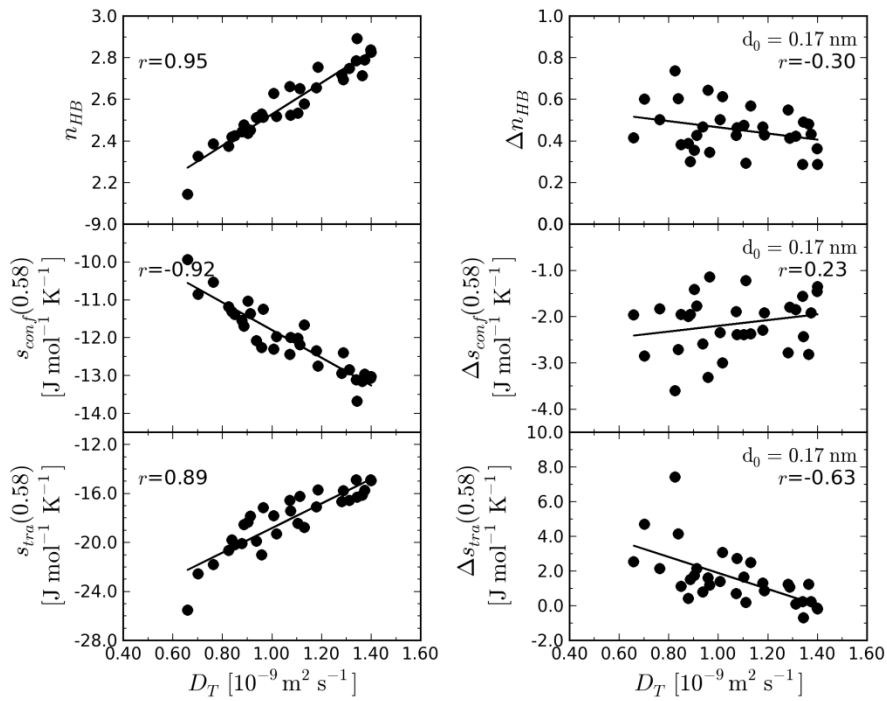 3.0
2.8
2.6
2.4
2.2
-9.0
n_HB
r=0.95
1.0
0.8
0.6
0.4
0.2
0.0
Δn_HB
d₀ = 0.17 nm
r=-0.30
-10.0
-11.0
-12.0
-13.0
-14.0
s_conf(0.58)
[J mol⁻¹ K⁻¹]
r=-0.92
-1.0
-2.0
-3.0
-4.0
10.0
Δs_conf(0.58)
[J mol⁻¹ K⁻¹]
d₀ = 0.17 nm
r=0.23
-12.0
-16.0
-20.0
-24.0
-28.0
s_tra(0.58)
[J mol⁻¹ K⁻¹]
r=0.89
8.0
6.0
4.0
2.0
0.0
-2.0
Δs_tra(0.58)
[J mol⁻¹ K⁻¹]
d₀ = 0.17 nm
r=-0.63
0.40 0.60 0.80 1.00 1.20 1.40 1.60
D_T [10⁻⁹ m² s⁻¹]
0.40 0.60 0.80 1.00 1.20 1.40 1.60
D_T [10⁻⁹ m² s⁻¹]